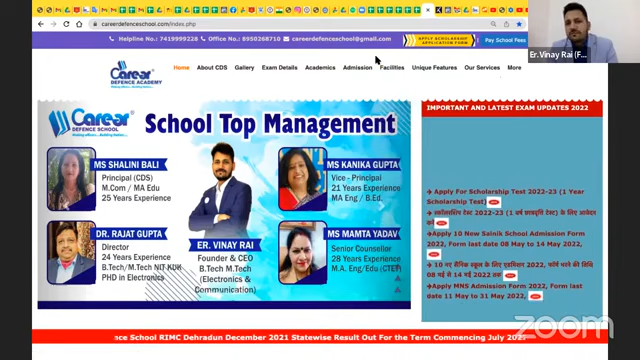 careerdefenceschool.com/index.php
Helpline No: 7419999228 Office No: 8950268710 careerdefenceschool@gmail.com
APPLY SCHOLARSHIP
APPLICATION FORM
Pay School Fees
Er.Vinay Rai (F...
Career
DEFENCE ACADEMY
Home About CDS Gallery Exam Details Academics Admission Facilities Unique Features Our Services More
Career
DEFENCE SCHOOL
School Top Management
MS SHALINI BALI
Principal (CDS)
M.Com / MA Edu
25 Years Experience
MS KANIKA GUPTA
Vice - Principal
21 Years Experience
MA Eng / B.Ed.
DR. RAJAT GUPTA
Director
24 Years Experience
B.Tech/M.Tech NIT KUK
PHD in Electronics
ER. VINAY RAI
Founder & CEO
B.Tech M.Tech
(Electronics &
Communication)
MS MAMTA YADAV
Senior Counsellor
28 Years Experience
M.A. Eng/Edu (CTET)
IMPORTANT AND LATEST EXAM UPDATES 2022
Apply For Scholarship Test 2022-23 (1 Year
Scholarship Test)
स्कॉलरशिप टेस्ट 2022-23 (1 वर्ष छात्रवृत्ति टेस्ट) के लिए आवेदन
करें
Apply 10 New Sainik School Admission Form
2022, Form last date 08 May to 14 May
2022,
10 नए सैनिक स्कूल के लिए एडमिशन 2022, फॉर्म भरने की तिथि
08 मई से 14 मई 2022 तक
Apply MNS Admission Form 2022, Form last
date 11 May to 31 May 2022,
nce School RIMC Dehradun December 2021 Statewise Result Out For the Term Commencing July 202
zoom